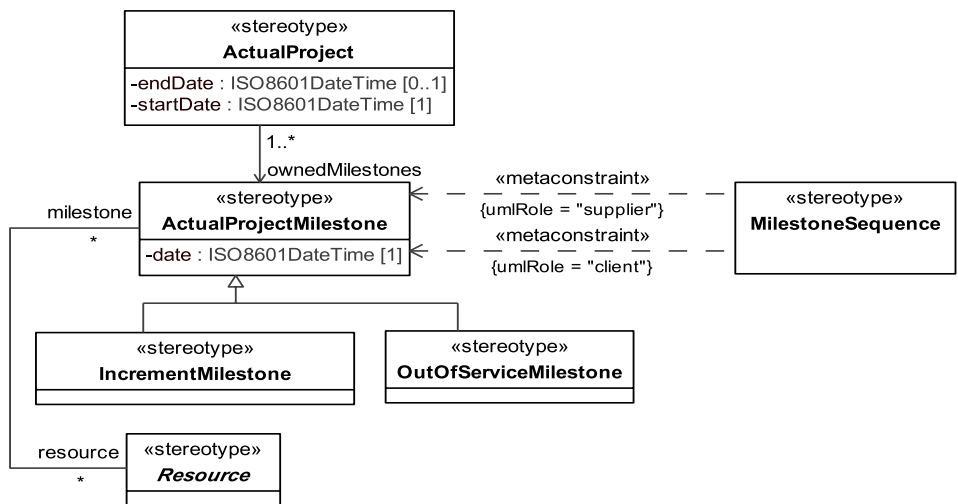 «stereotype»
ActualProject
-endDate : ISO8601DateTime [0..1]
-startDate : ISO8601DateTime [1]
1..*
ownedMilestones
«stereotype»
ActualProjectMilestone
-date : ISO8601DateTime [1]
milestone
*
«metaconstraint»
{umlRole = "supplier"}
«metaconstraint»
{umlRole = "client"}
«stereotype»
MilestoneSequence
«stereotype»
IncrementMilestone
«stereotype»
OutOfServiceMilestone
resource
*
«stereotype»
Resource